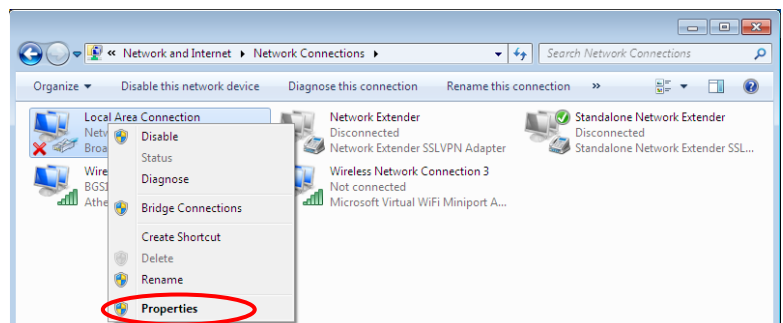 « Network and Internet ▸ Network Connections ▸
Search Network Connections
Organize ▾ Disable this network device Diagnose this connection Rename this connection »
Local Area Connection
Netw
Broa
Network Extender
Disconnected
Network Extender SSLVPN Adapter
Standalone Network Extender
Disconnected
Standalone Network Extender SSL...
Wire
BGS
Athe
Wireless Network Connection 3
Not connected
Microsoft Virtual WiFi Miniport A...
Disable
Status
Diagnose
Bridge Connections
Create Shortcut
Delete
Rename
Properties